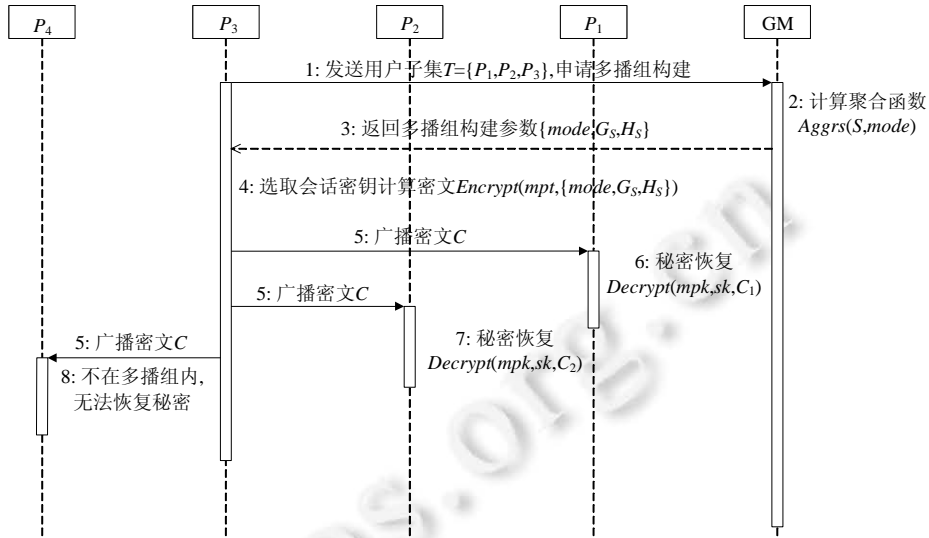 P₄ P₃ P₂ P₁ GM
1: 发送用户子集T={P₁,P₂,P₃},申请多播组构建
2: 计算聚合函数
Aggrs(S,mode)
3: 返回多播组构建参数{mode,G_S,H_S}
4: 选取会话密钥计算密文Encrypt(mpt,{mode,G_S,H_S})
5: 广播密文C
6: 秘密恢复
Decrypt(mpk,sk,C₁)
5: 广播密文C
7: 秘密恢复
Decrypt(mpk,sk,C₂)
5: 广播密文C
8: 不在多播组内,
无法恢复秘密